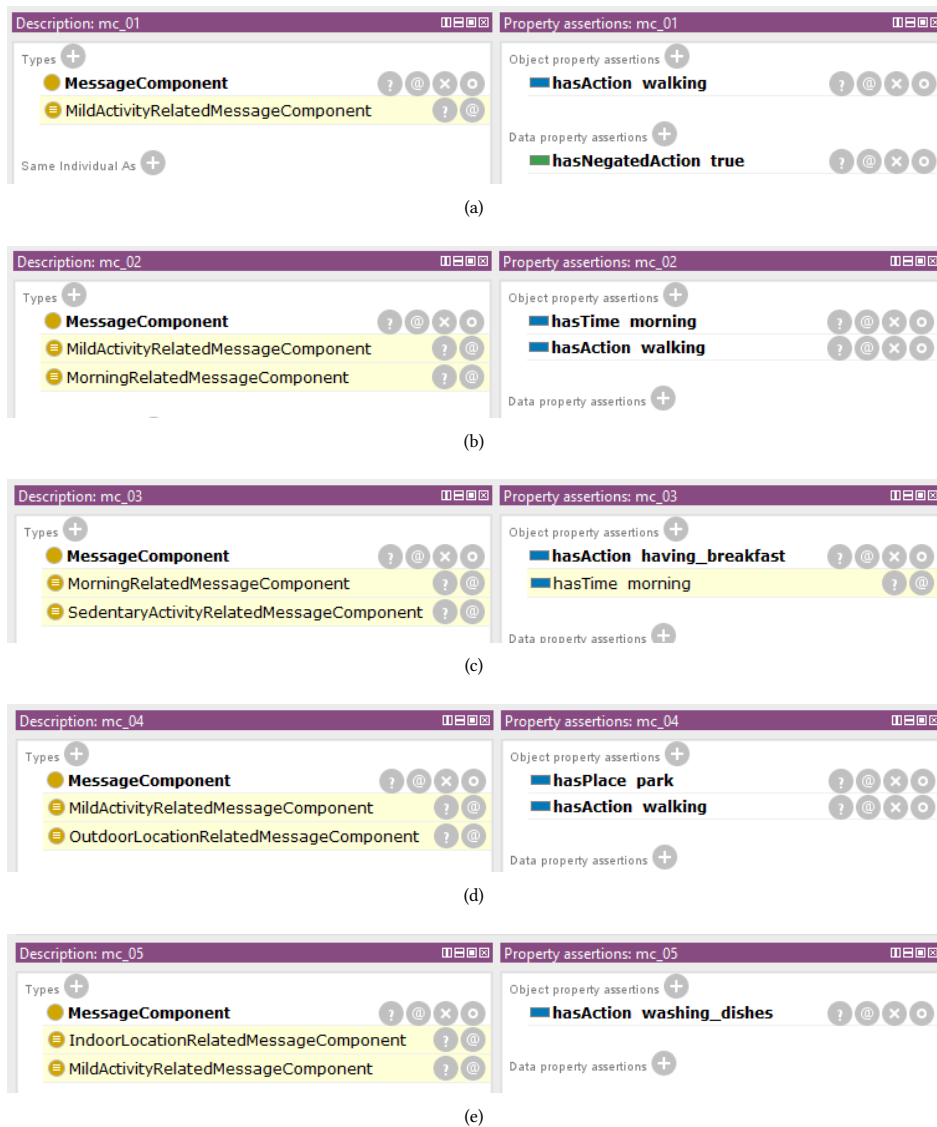 Description: mc_01
Types
MessageComponent
MildActivityRelatedMessageComponent
Same Individual As
Property assertions: mc_01
Object property assertions
hasAction walking
Data property assertions
hasNegatedAction true
(a)
Description: mc_02
Types
MessageComponent
MildActivityRelatedMessageComponent
MorningRelatedMessageComponent
Property assertions: mc_02
Object property assertions
hasTime morning
hasAction walking
Data property assertions
(b)
Description: mc_03
Types
MessageComponent
MorningRelatedMessageComponent
SedentaryActivityRelatedMessageComponent
Property assertions: mc_03
Object property assertions
hasAction having_breakfast
hasTime morning
Data property assertions
(c)
Description: mc_04
Types
MessageComponent
MildActivityRelatedMessageComponent
OutdoorLocationRelatedMessageComponent
Property assertions: mc_04
Object property assertions
hasPlace park
hasAction walking
Data property assertions
(d)
Description: mc_05
Types
MessageComponent
IndoorLocationRelatedMessageComponent
MildActivityRelatedMessageComponent
Property assertions: mc_05
Object property assertions
hasAction washing_dishes
Data property assertions
(e)